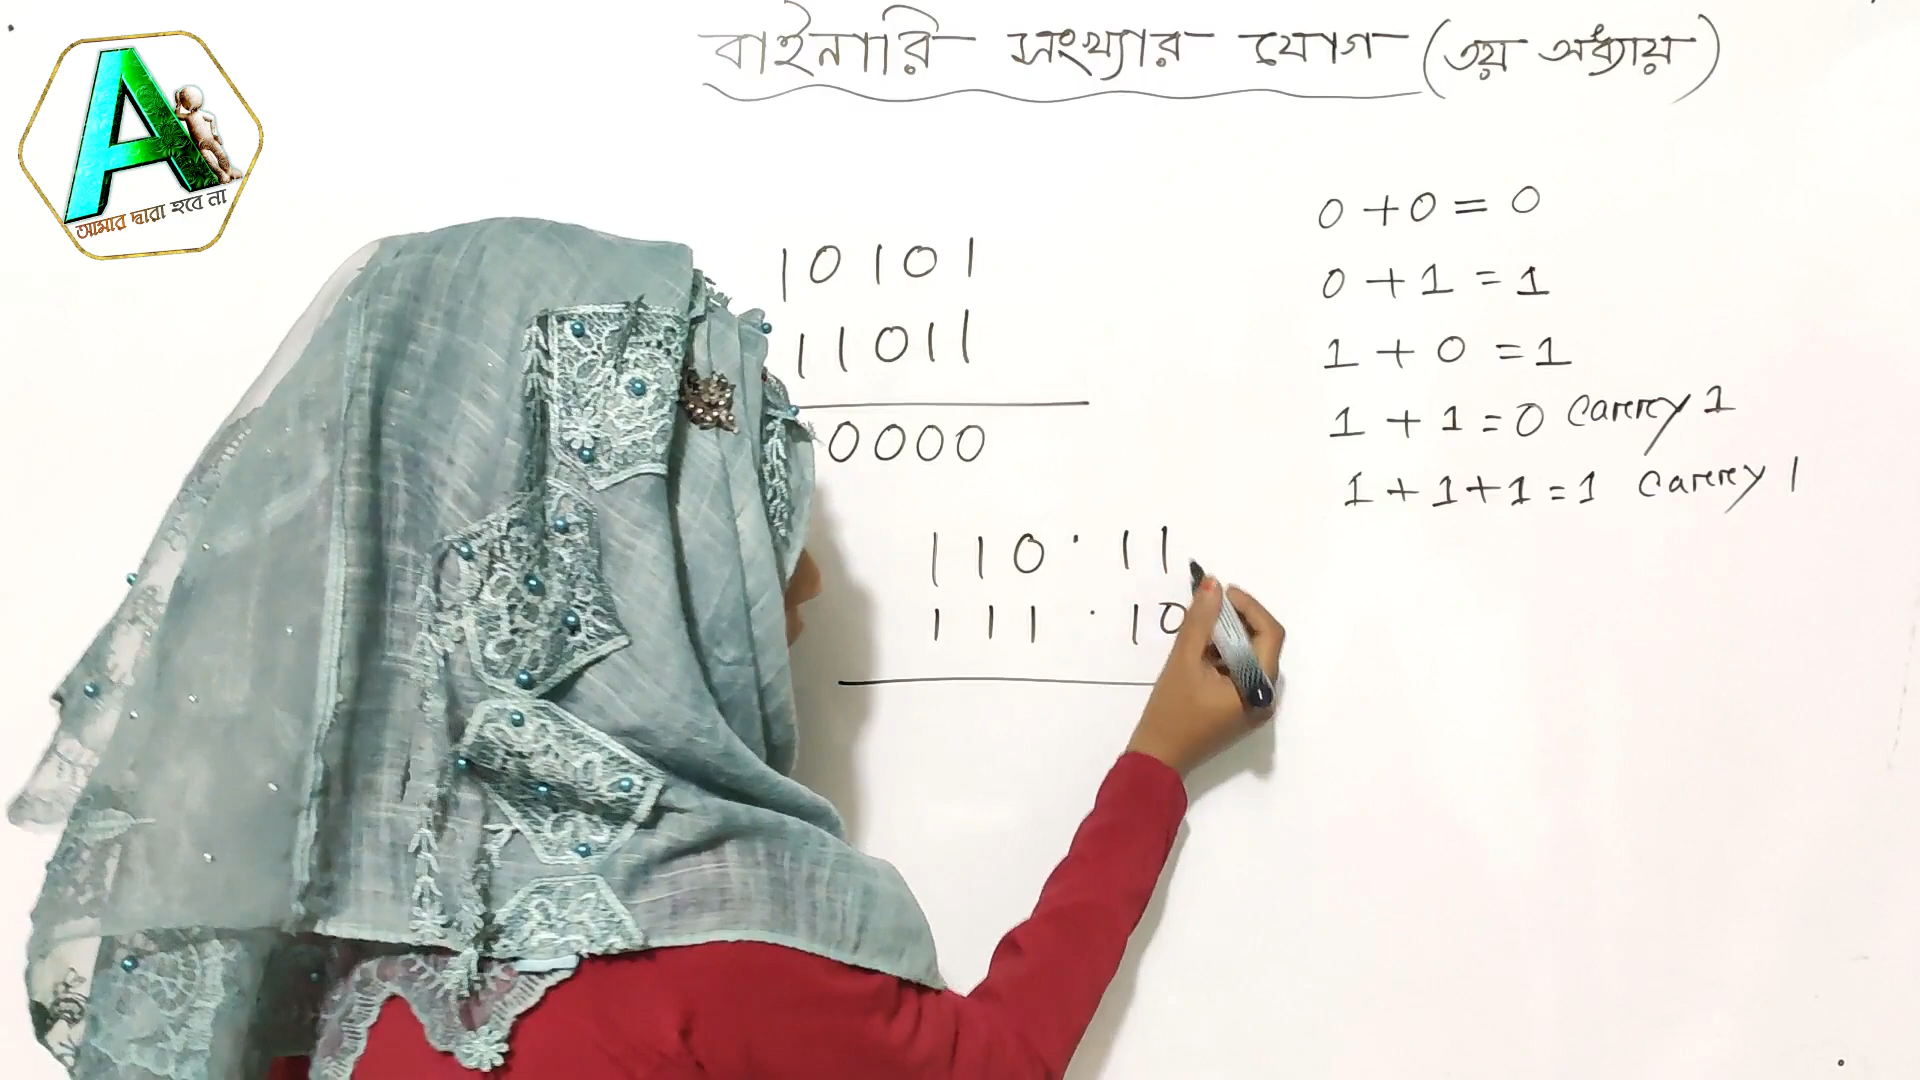 বাইনারি সংখ্যার যোগ (৩য় অধ্যায়)
আমার দ্বারা হবে না
10101
11011
0000
110.11
111.10
0+0=0
0+1=1
1+0=1
1+1=0 Carry 1
1+1+1=1 Carry 1